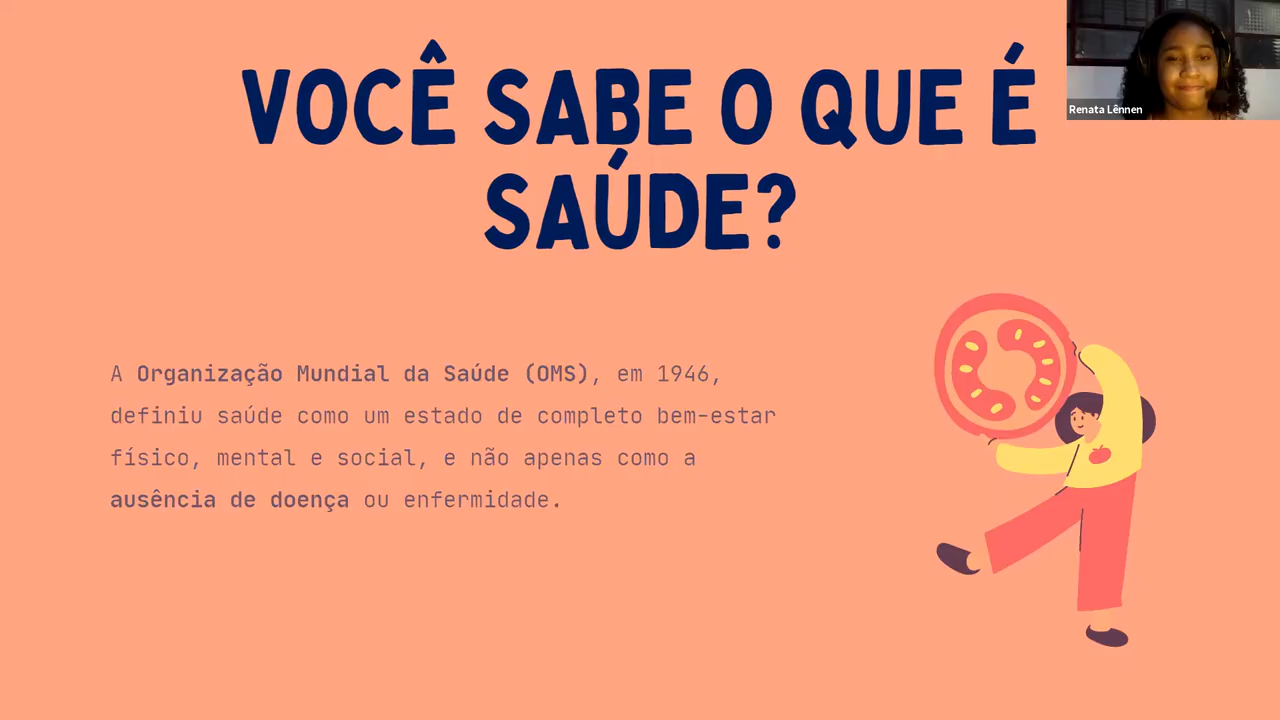 VOCÊ SABE O QUE É
SAÚDE?
Renata Lênnen
A Organização Mundial da Saúde (OMS), em 1946,
definiu saúde como um estado de completo bem-estar
físico, mental e social, e não apenas como a
ausência de doença ou enfermidade.